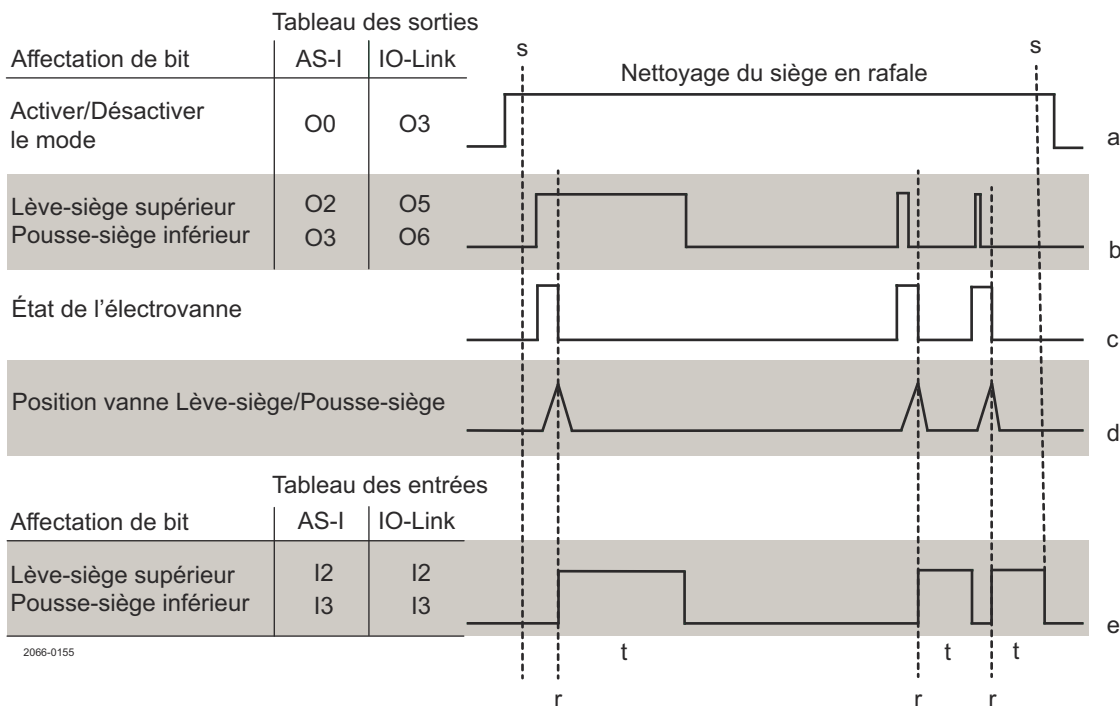 Tableau des sorties
Affectation de bit AS-I IO-Link
s s
Nettoyage du siège en rafale
Activer/Désactiver
le mode
O0 O3
a
Lève-siège supérieur O2 O5
Pousse-siège inférieur O3 O6
b
État de l’électrovanne
c
Position vanne Lève-siège/Pousse-siège
d
Tableau des entrées
Affectation de bit AS-I IO-Link
Lève-siège supérieur I2 I2
Pousse-siège inférieur I3 I3
e
2066-0155
t t t
r r r